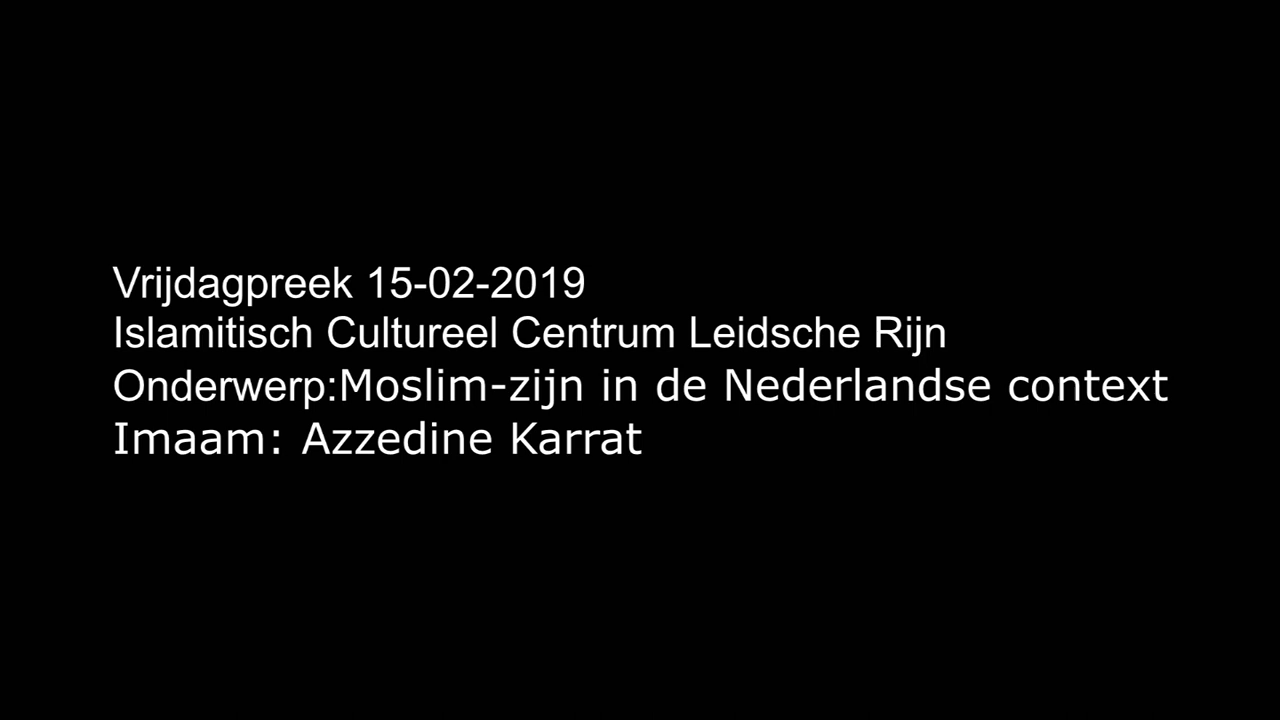 Vrijdagpreek 15-02-2019
Islamitisch Cultureel Centrum Leidsche Rijn
Onderwerp:Moslim-zijn in de Nederlandse context
Imaam: Azzedine Karrat